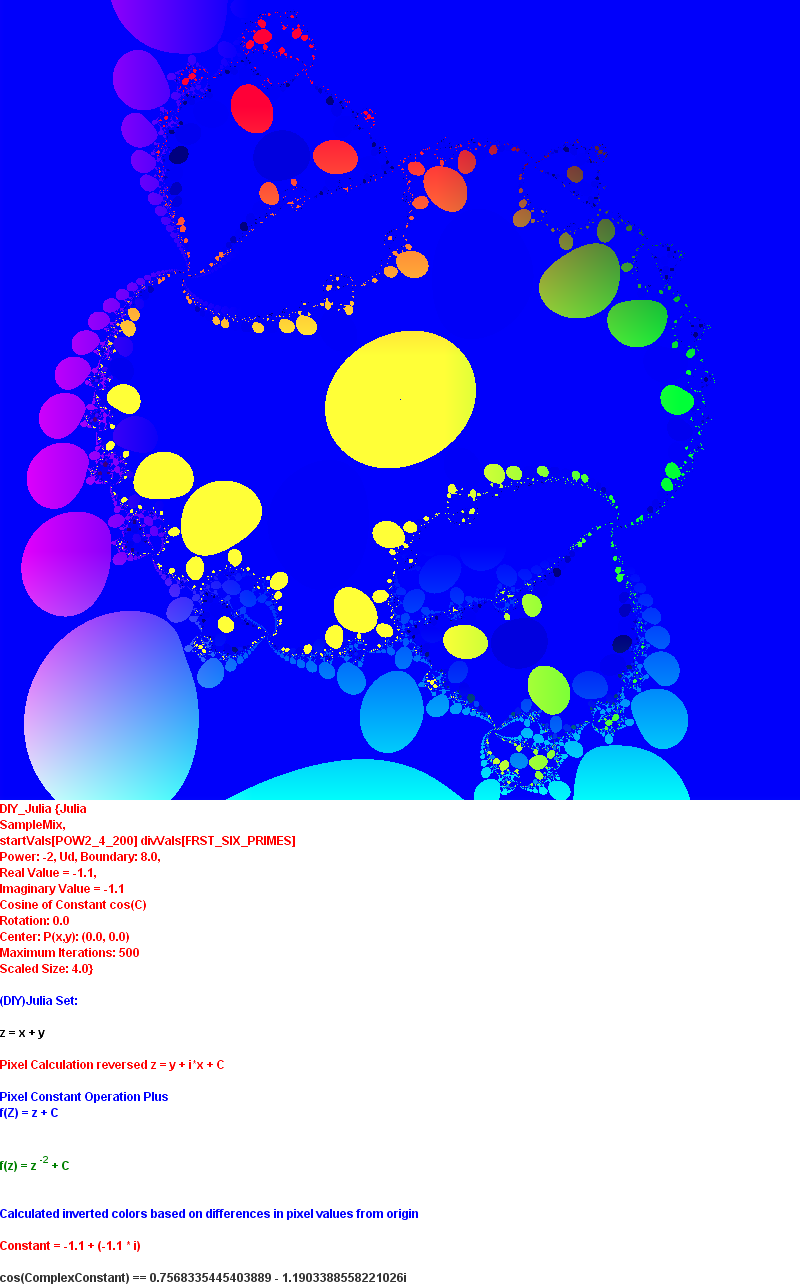 DIY_Julia {Julia
SampleMix,
startVals[POW2_4_200] divVals[FRST_SIX_PRIMES]
Power: -2, Ud, Boundary: 8.0,
Real Value = -1.1,
Imaginary Value = -1.1
Cosine of Constant cos(C)
Rotation: 0.0
Center: P(x,y): (0.0, 0.0)
Maximum Iterations: 500
Scaled Size: 4.0}
(DIY)Julia Set:
z = x + y
Pixel Calculation reversed z = y + i*x + C
Pixel Constant Operation Plus
f(Z) = z + C
f(z) = z -2 + C
Calculated inverted colors based on differences in pixel values from origin
Constant = -1.1 + (-1.1 * i)
cos(ComplexConstant) == 0.7568335445403889 - 1.1903388558221026i